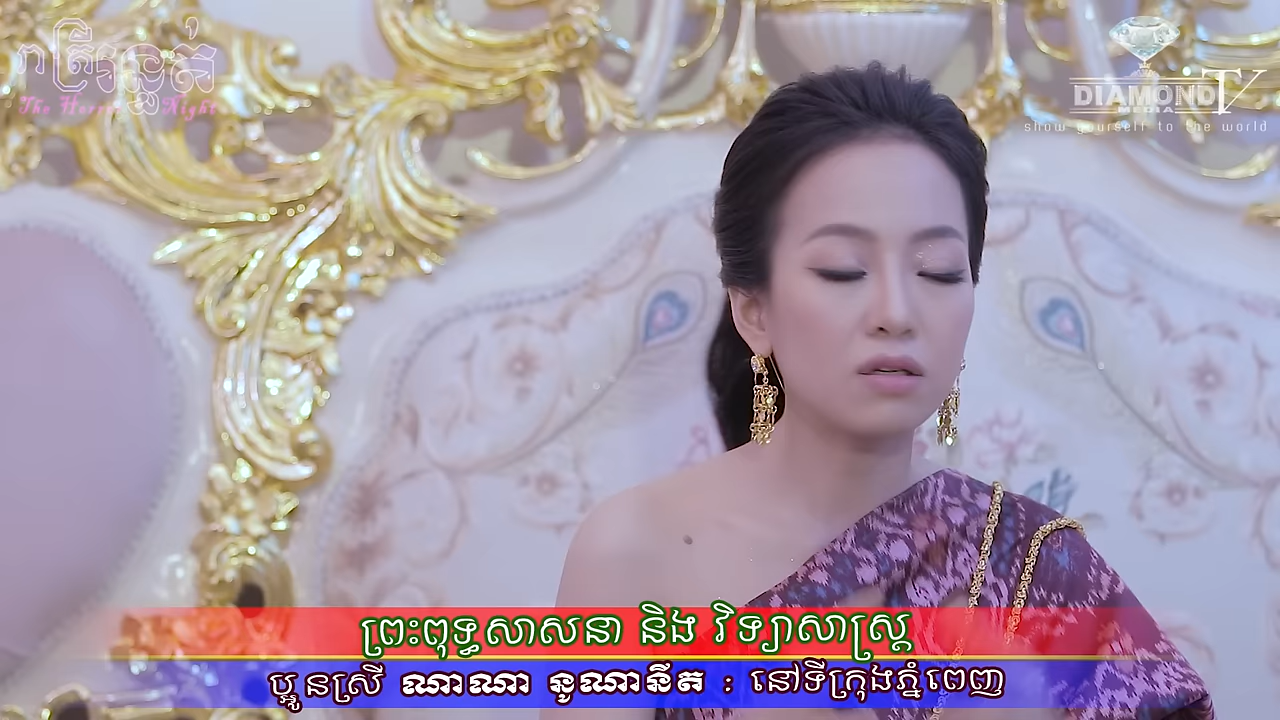 រាត្រីរន្ធត់
The Horror Night
DIAMOND TV
MEDIA
show yourself to the world
ព្រះពុទ្ធសាសនា និង វិទ្យាសាស្ត្រ
ប្អូនស្រី ណាណា នូណានីត : នៅទីក្រុងភ្នំពេញ